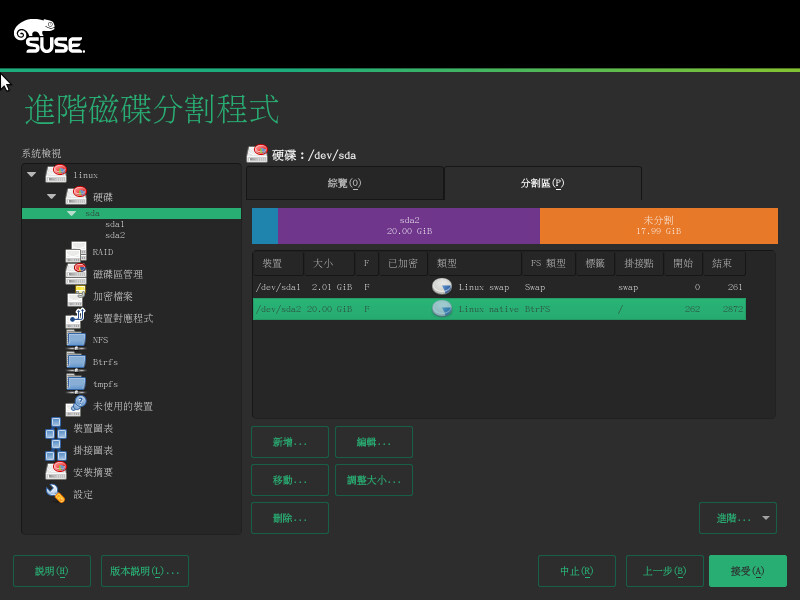 SUSE.
進階磁碟分割程式
系統檢視
linux
硬碟
sda
sda1
sda2
RAID
磁碟區管理
加密檔案
裝置對應程式
NFS
Btrfs
tmpfs
未使用的裝置
裝置圖表
掛接圖表
安裝摘要
設定
硬碟：/dev/sda
綜覽(O) 分割區(P)
sda2 未分割
20.00 GiB 17.99 GiB
裝置 大小 F 已加密 類型 FS 類型 標籤 掛接點 開始 結束
/dev/sda1 2.01 GiB F Linux swap Swap swap 0 261
/dev/sda2 20.00 GiB F Linux native BtrFS / 262 2872
新增... 編輯...
移動... 調整大小...
刪除... 進階...
說明(H) 版本說明(L)... 中止(R) 上一步(B) 接受(A)